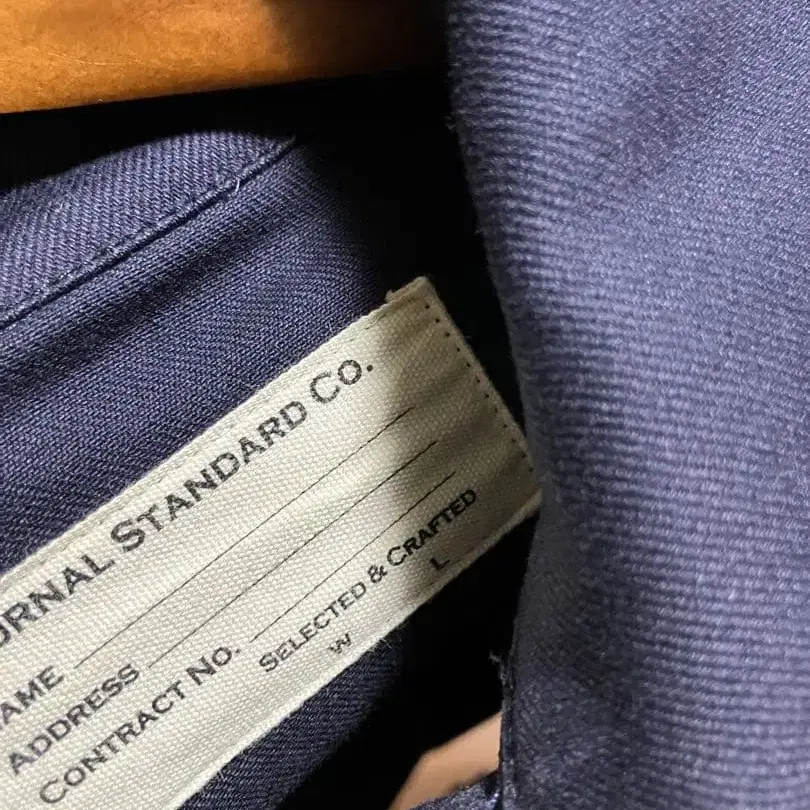 URNAL STANDARD CO.
AME
ADDRESS
CONTRACT NO.
SELECTED & CRAFTED
W L